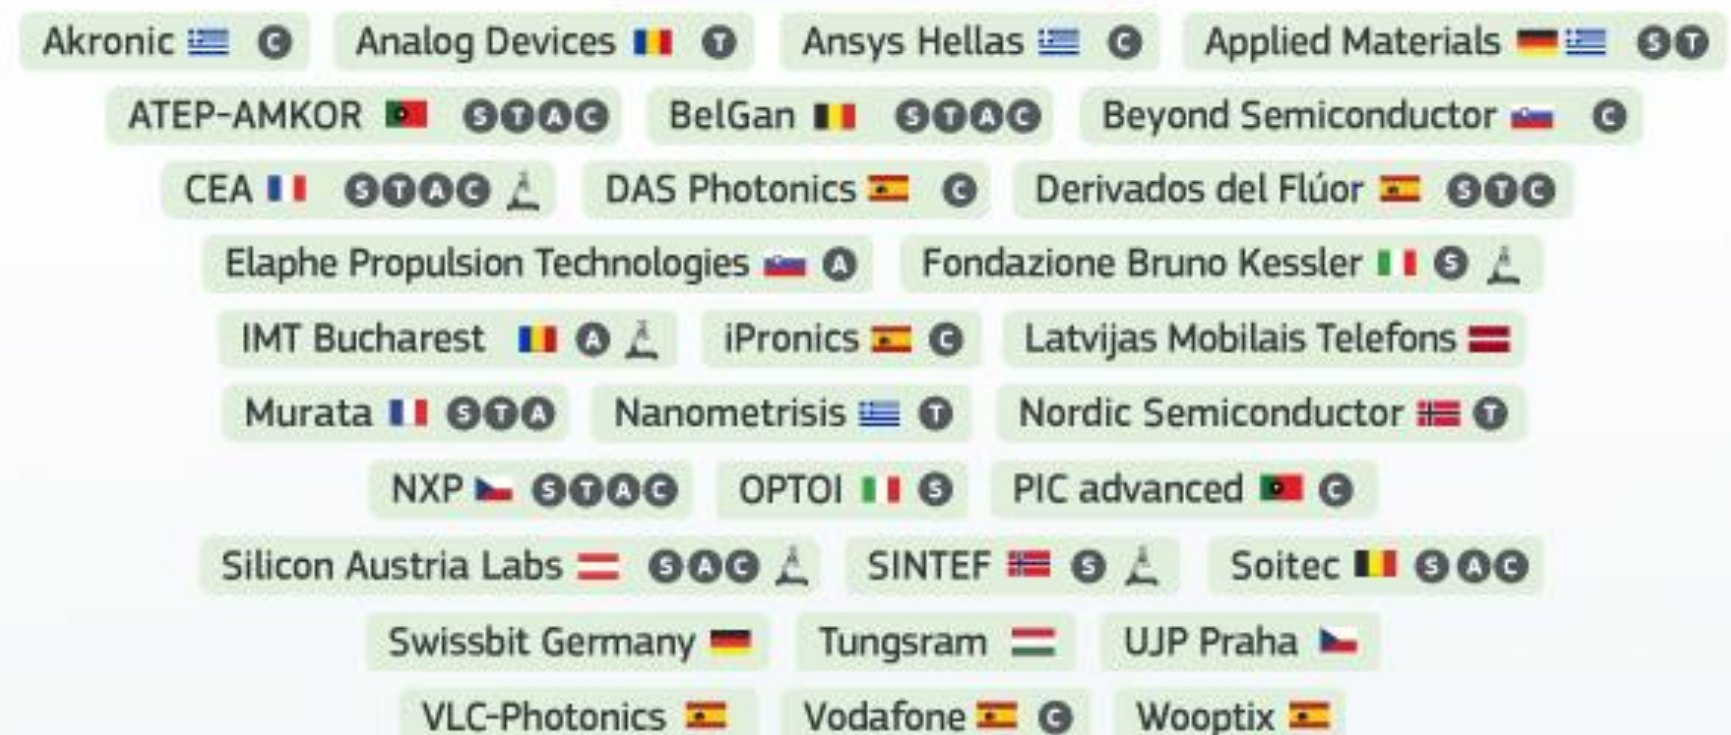 Akronic C Analog Devices T Ansys Hellas C Applied Materials S T
ATEP-AMKOR S T A C BelGan S T A C Beyond Semiconductor C
CEA S T A C DAS Photonics C Derivados del Flúor S T C
Elaphe Propulsion Technologies A Fondazione Bruno Kessler S
IMT Bucharest A iPronics C Latvijas Mobilais Telefons
Murata S T A Nanometrisis T Nordic Semiconductor T
NXP S T A C OPTOI S PIC advanced C
Silicon Austria Labs S A C SINTEF S Soitec S A C
Swissbit Germany Tungsram UJP Praha
VLC-Photonics Vodafone C Wooptix